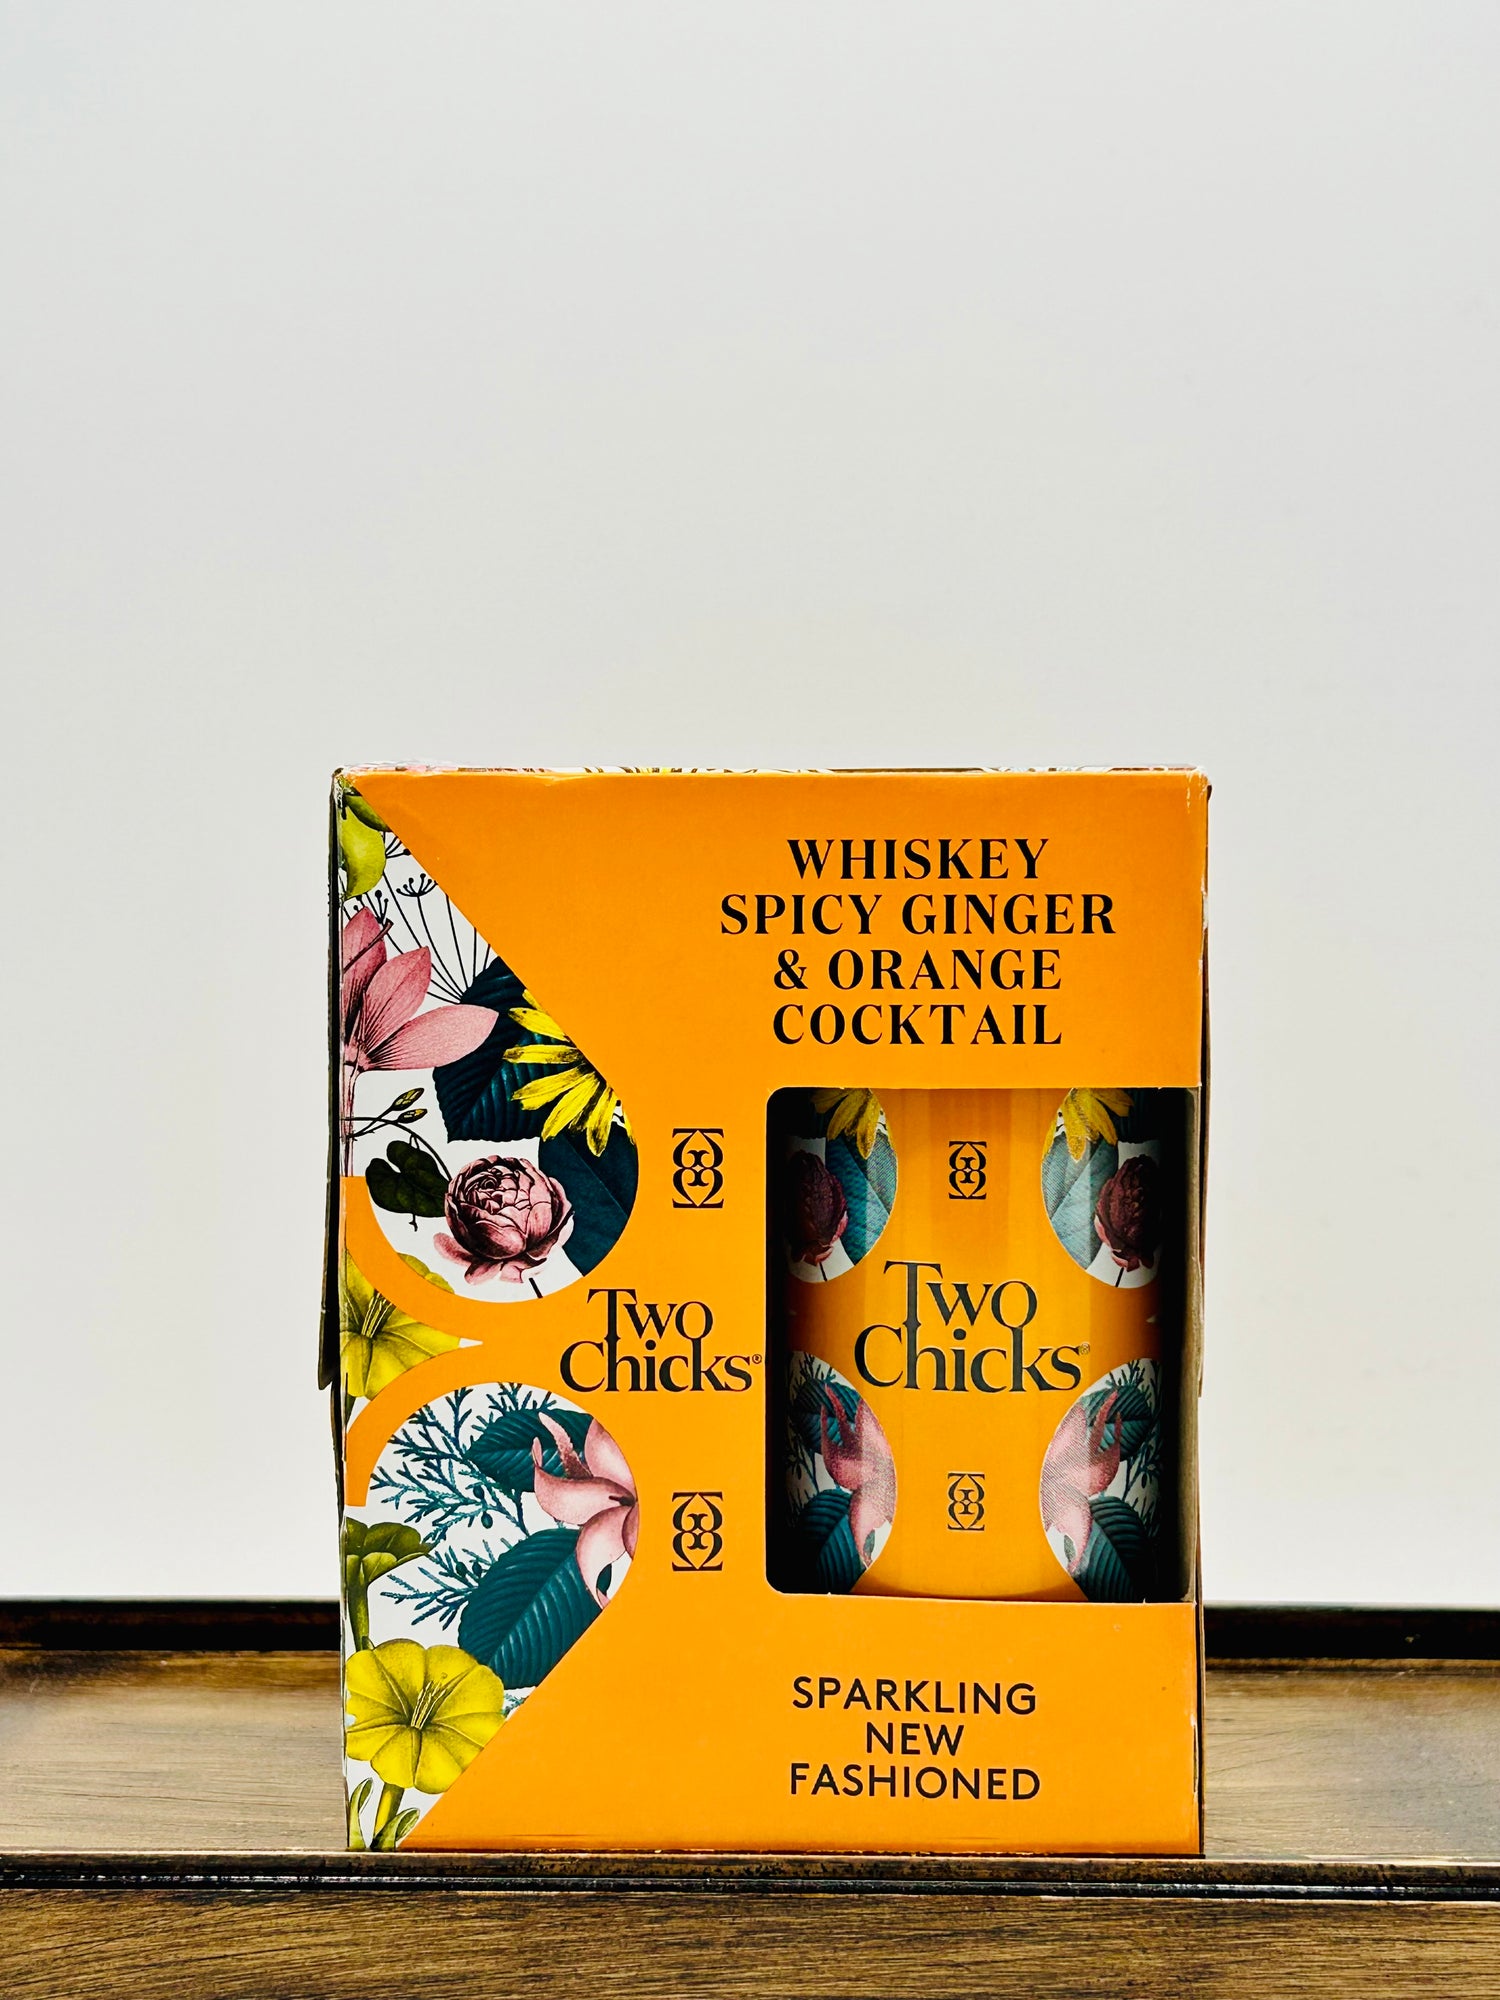 WHISKEY
SPICY GINGER
& ORANGE
COCKTAIL
Two
Chicks®
Two
Chicks®
SPARKLING
NEW
FASHIONED